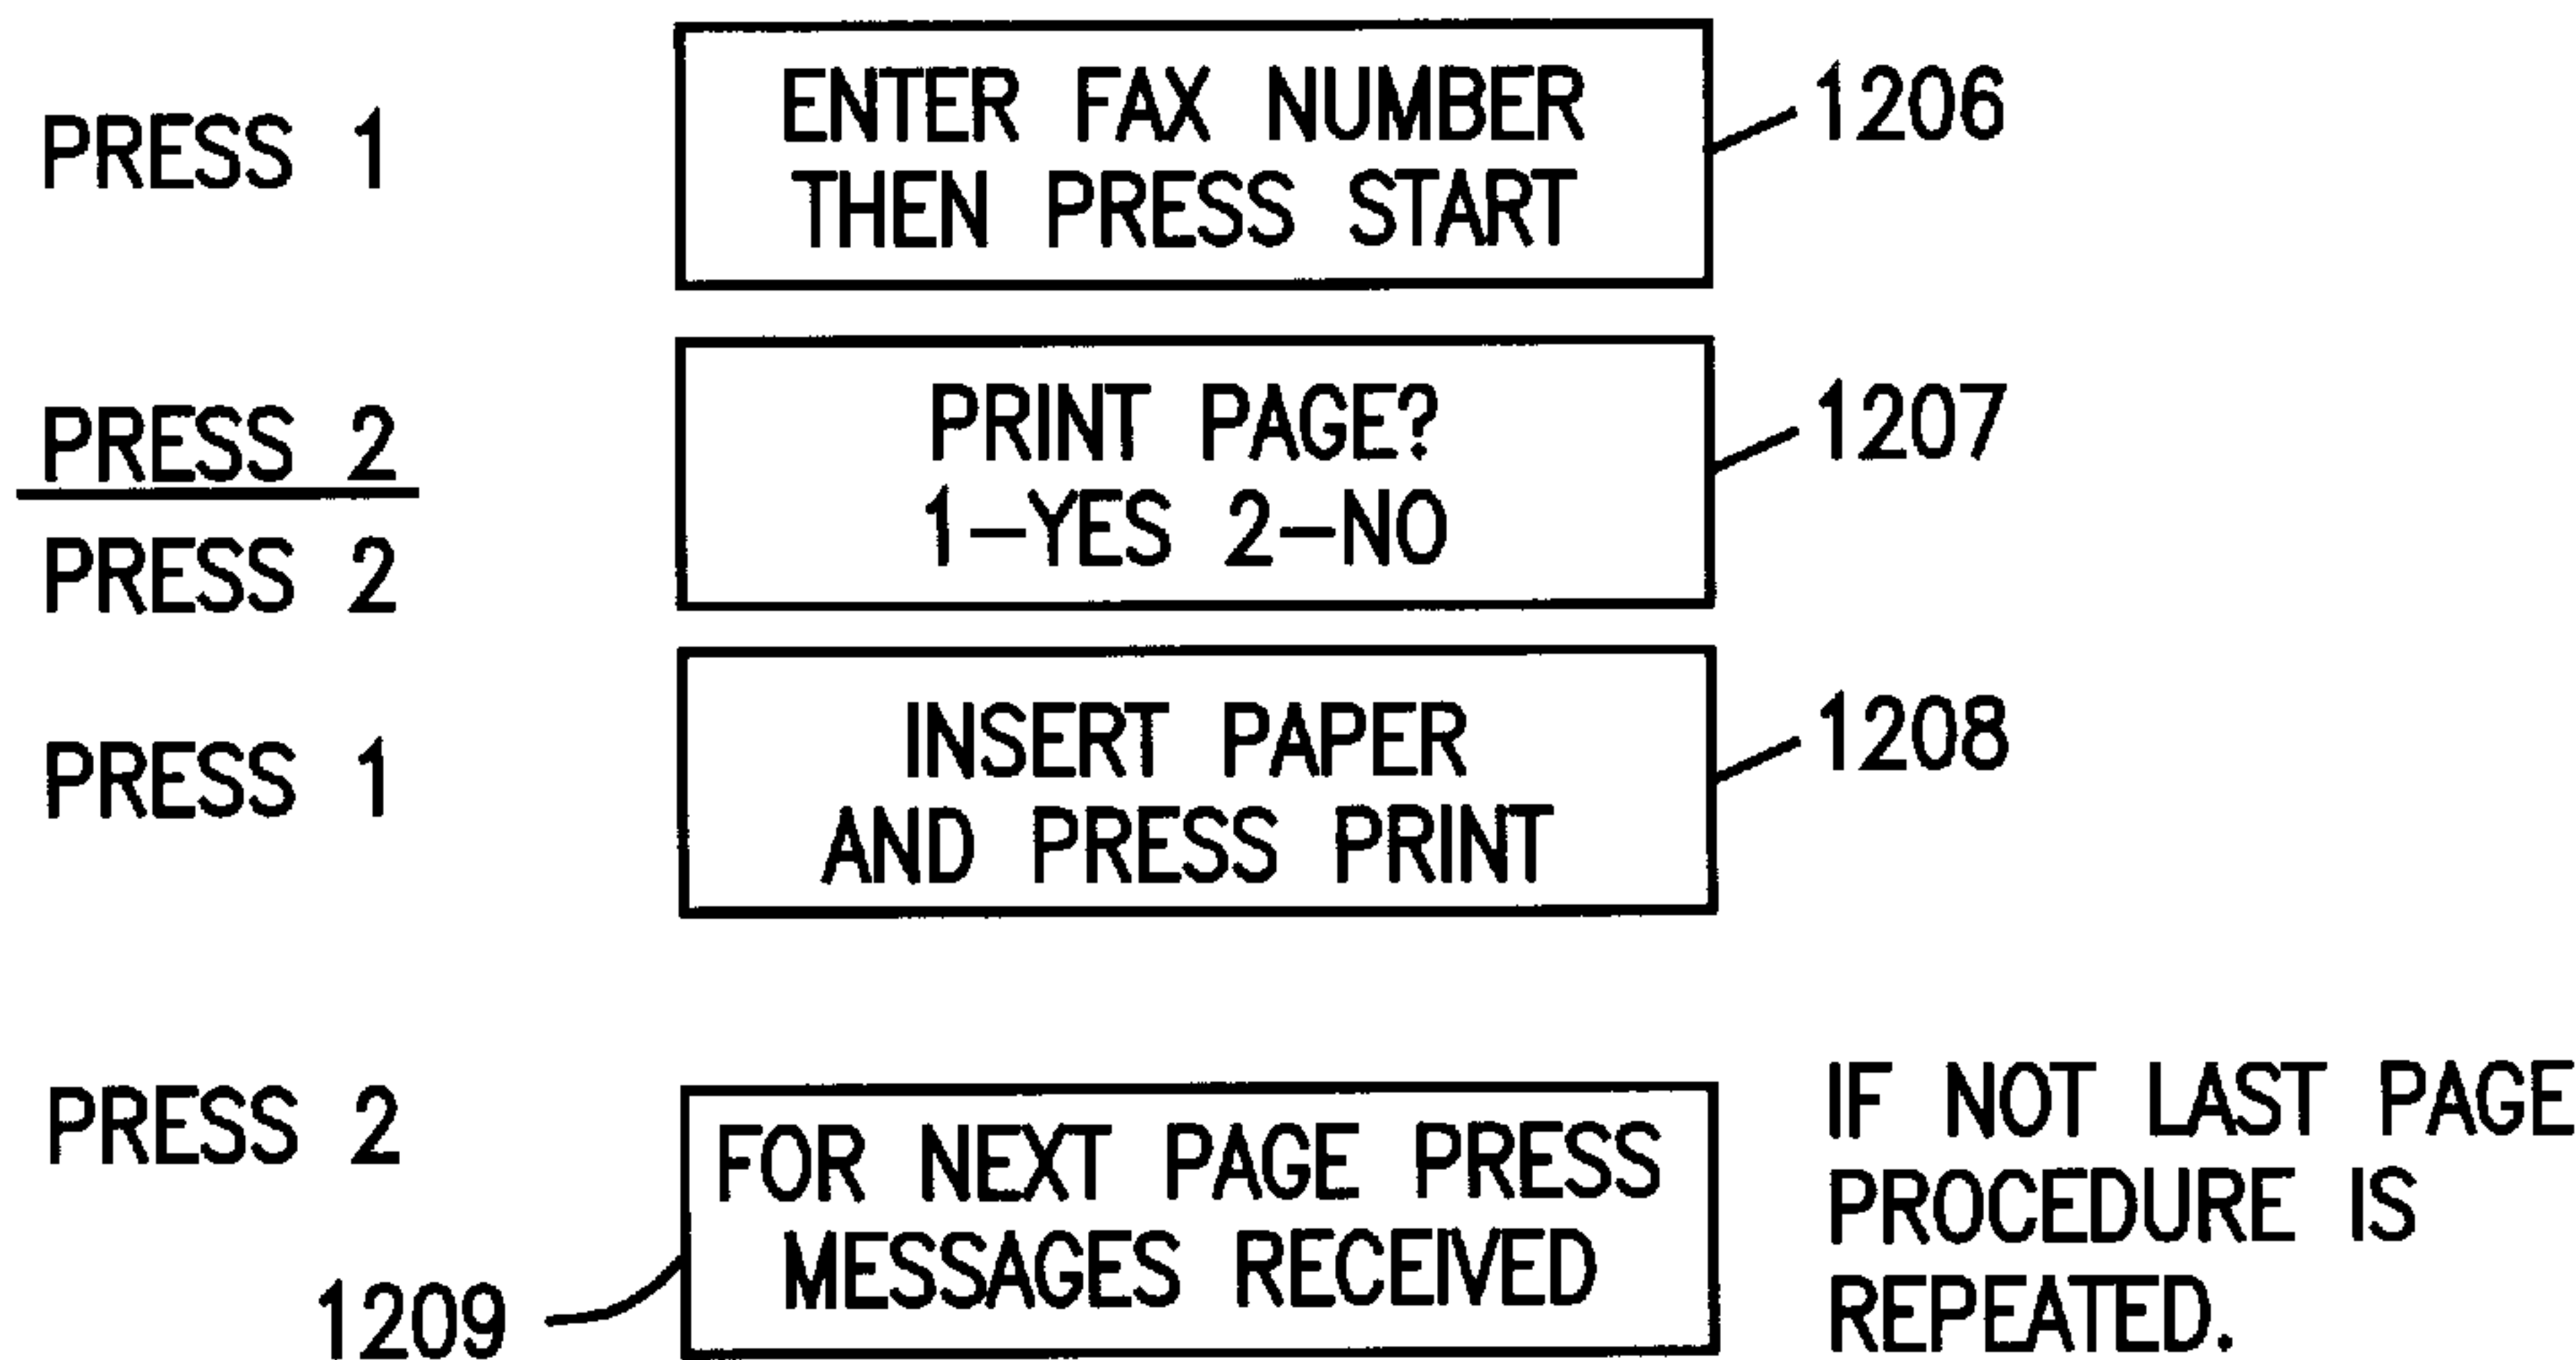 PRESS 1
ENTER FAX NUMBER
THEN PRESS START
1206
PRESS 2
PRESS 2
PRINT PAGE?
1-YES 2-NO
1207
PRESS 1
INSERT PAPER
AND PRESS PRINT
1208
PRESS 2
1209
FOR NEXT PAGE PRESS
MESSAGES RECEIVED
IF NOT LAST PAGE
PROCEDURE IS
REPEATED.